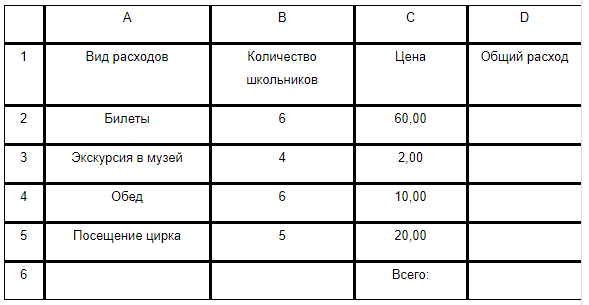 A B C D
1 Вид расходов Количество школьников Цена Общий расход
2 Билеты 6 60,00
3 Экскурсия в музей 4 2,00
4 Обед 6 10,00
5 Посещение цирка 5 20,00
6 Всего: